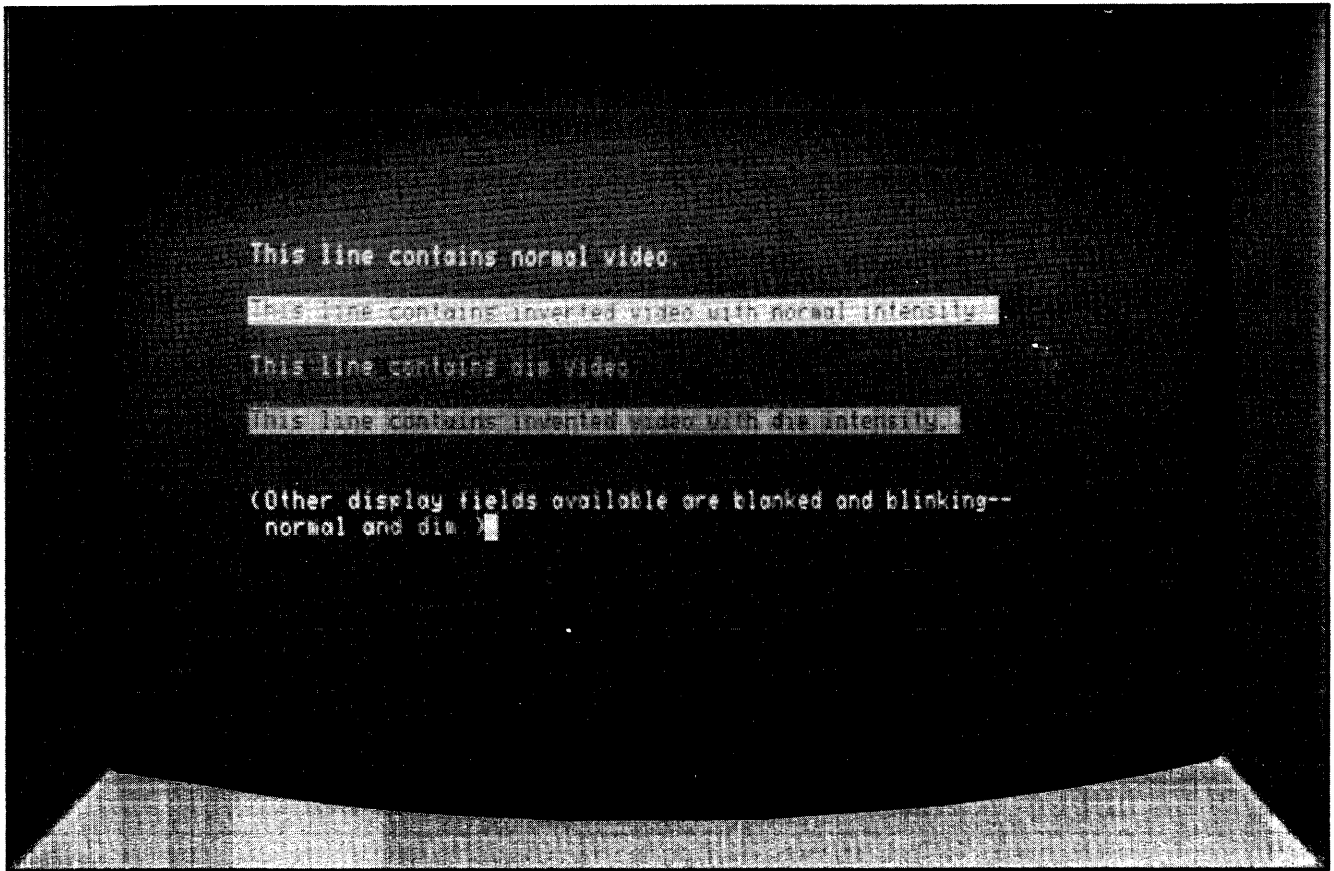 This line contains normal video.
This line contains inverted video with normal intensity.
This line contains dim video.
This line contains inverted video with dim intensity.
(Other display fields available are blanked and blinking--
normal and dim.)